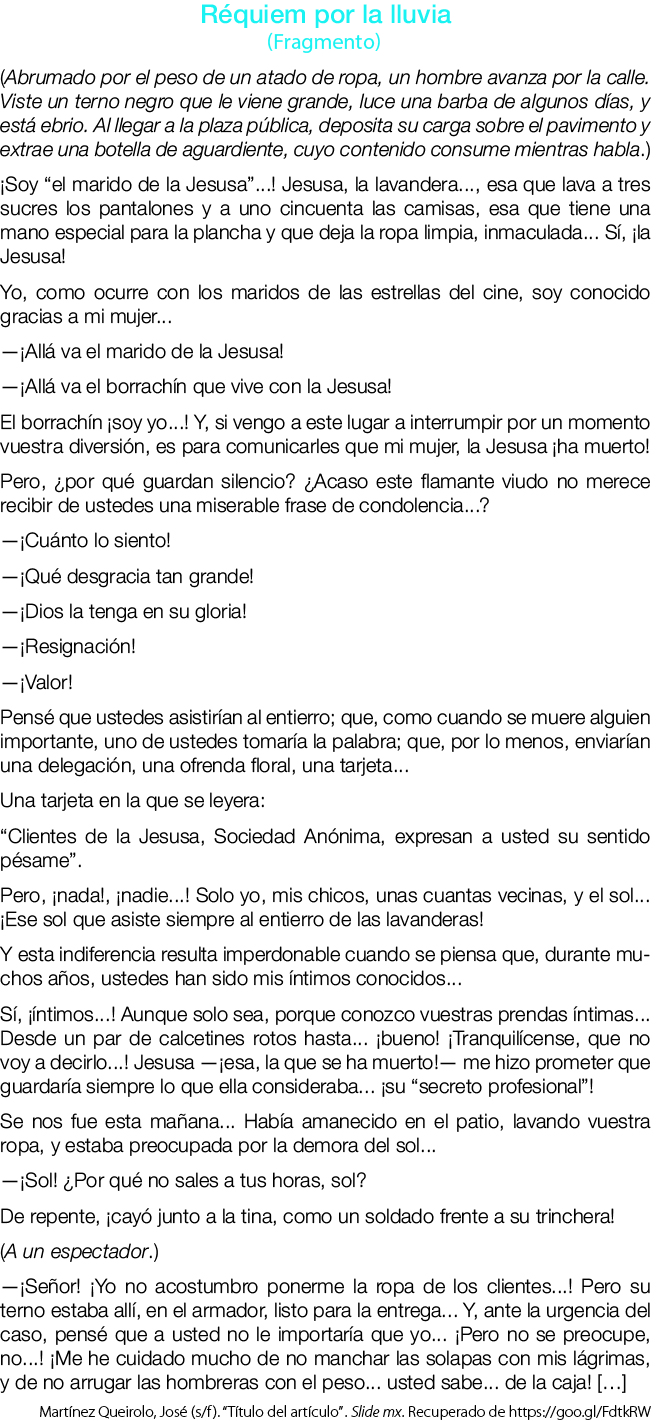 Réquiem por la lluvia
(Fragmento)
(Abrumado por el peso de un atado de ropa, un hombre avanza por la calle.
Viste un terno negro que le viene grande, luce una barba de algunos días, y
está ebrio. Al llegar a la plaza pública, deposita su carga sobre el pavimento y
extrae una botella de aguardiente, cuyo contenido consume mientras habla.)
¡Soy “el marido de la Jesusa”...! Jesusa, la lavandera..., esa que lava a tres
sucres los pantalones y a uno cincuenta las camisas, esa que tiene una
mano especial para la plancha y que deja la ropa limpia, inmaculada... Sí, ¡la
Jesusa!
Yo, como ocurre con los maridos de las estrellas del cine, soy conocido
gracias a mi mujer...
—¡Allá va el marido de la Jesusa!
—¡Allá va el borrachín que vive con la Jesusa!
El borrachín ¡soy yo...! Y, si vengo a este lugar a interrumpir por un momento
vuestra diversión, es para comunicarles que mi mujer, la Jesusa ¡ha muerto!
Pero, ¿por qué guardan silencio? ¿Acaso este flamante viudo no merece
recibir de ustedes una miserable frase de condolencia...?
—¡Cuánto lo siento!
—¡Qué desgracia tan grande!
—¡Dios la tenga en su gloria!
—¡Resignación!
—¡Valor!
Pensé que ustedes asistirían al entierro; que, como cuando se muere alguien
importante, uno de ustedes tomaría la palabra; que, por lo menos, enviarían
una delegación, una ofrenda floral, una tarjeta...
Una tarjeta en la que se leyera:
“Clientes de la Jesusa, Sociedad Anónima, expresan a usted su sentido
pésame”.
Pero, ¡nada!, ¡nadie...! Solo yo, mis chicos, unas cuantas vecinas, y el sol...
¡Ese sol que asiste siempre al entierro de las lavanderas!
Y esta indiferencia resulta imperdonable cuando se piensa que, durante mu-
chos años, ustedes han sido mis íntimos conocidos...
Sí, ¡íntimos...! Aunque solo sea, porque conozco vuestras prendas íntimas...
Desde un par de calcetines rotos hasta... ¡bueno! ¡Tranquilícense, que no
voy a decirlo...! Jesusa —¡esa, la que se ha muerto!— me hizo prometer que
guardaría siempre lo que ella consideraba... ¡su “secreto profesional”!
Se nos fue esta mañana... Había amanecido en el patio, lavando vuestra
ropa, y estaba preocupada por la demora del sol...
—¡Sol! ¿Por qué no sales a tus horas, sol?
De repente, ¡cayó junto a la tina, como un soldado frente a su trinchera!
(A un espectador.)
—¡Señor! ¡Yo no acostumbro ponerme la ropa de los clientes...! Pero su
terno estaba allí, en el armador, listo para la entrega... Y, ante la urgencia del
caso, pensé que a usted no le importaría que yo... ¡Pero no se preocupe,
no...! ¡Me he cuidado mucho de no manchar las solapas con mis lágrimas,
y de no arrugar las hombreras con el peso... usted sabe... de la caja! [...]
Martínez Queirolo, José (s/f). “Título del artículo”. Slide mx. Recuperado de https://goo.gl/FdtkRW